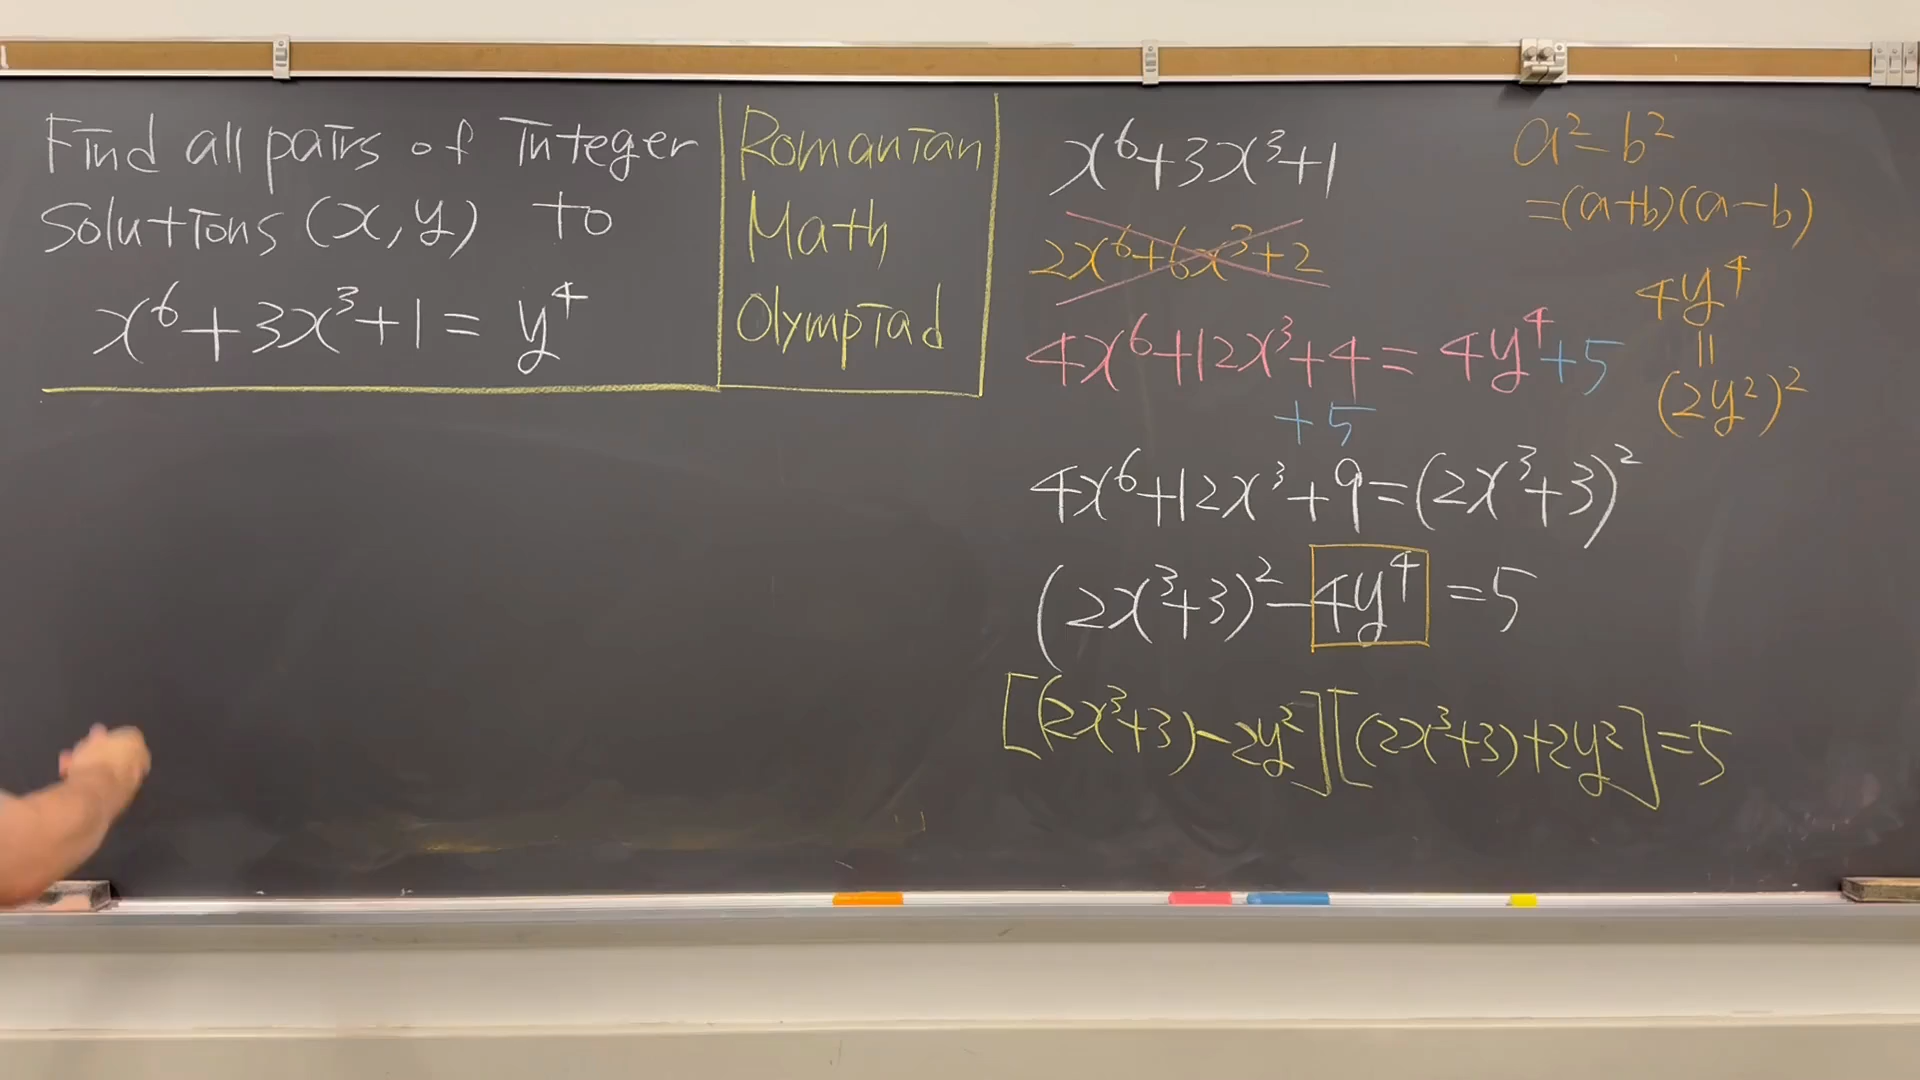 Find all pairs of Integer
Solutions (x, y) to
x⁶+3x³+1 = y⁴
Romanian
Math
Olympiad
x⁶+3x³+1
2x⁶+6x³+2
4x⁶+12x³+4 = 4y⁴+5
+5
4x⁶+12x³+9=(2x³+3)²
(2x³+3)²-4y⁴ =5
[(2x³+3)-2y²][(2x³+3)+2y²]=5
a²-b²
=(a+b)(a-b)
4y⁴
=
(2y²)²